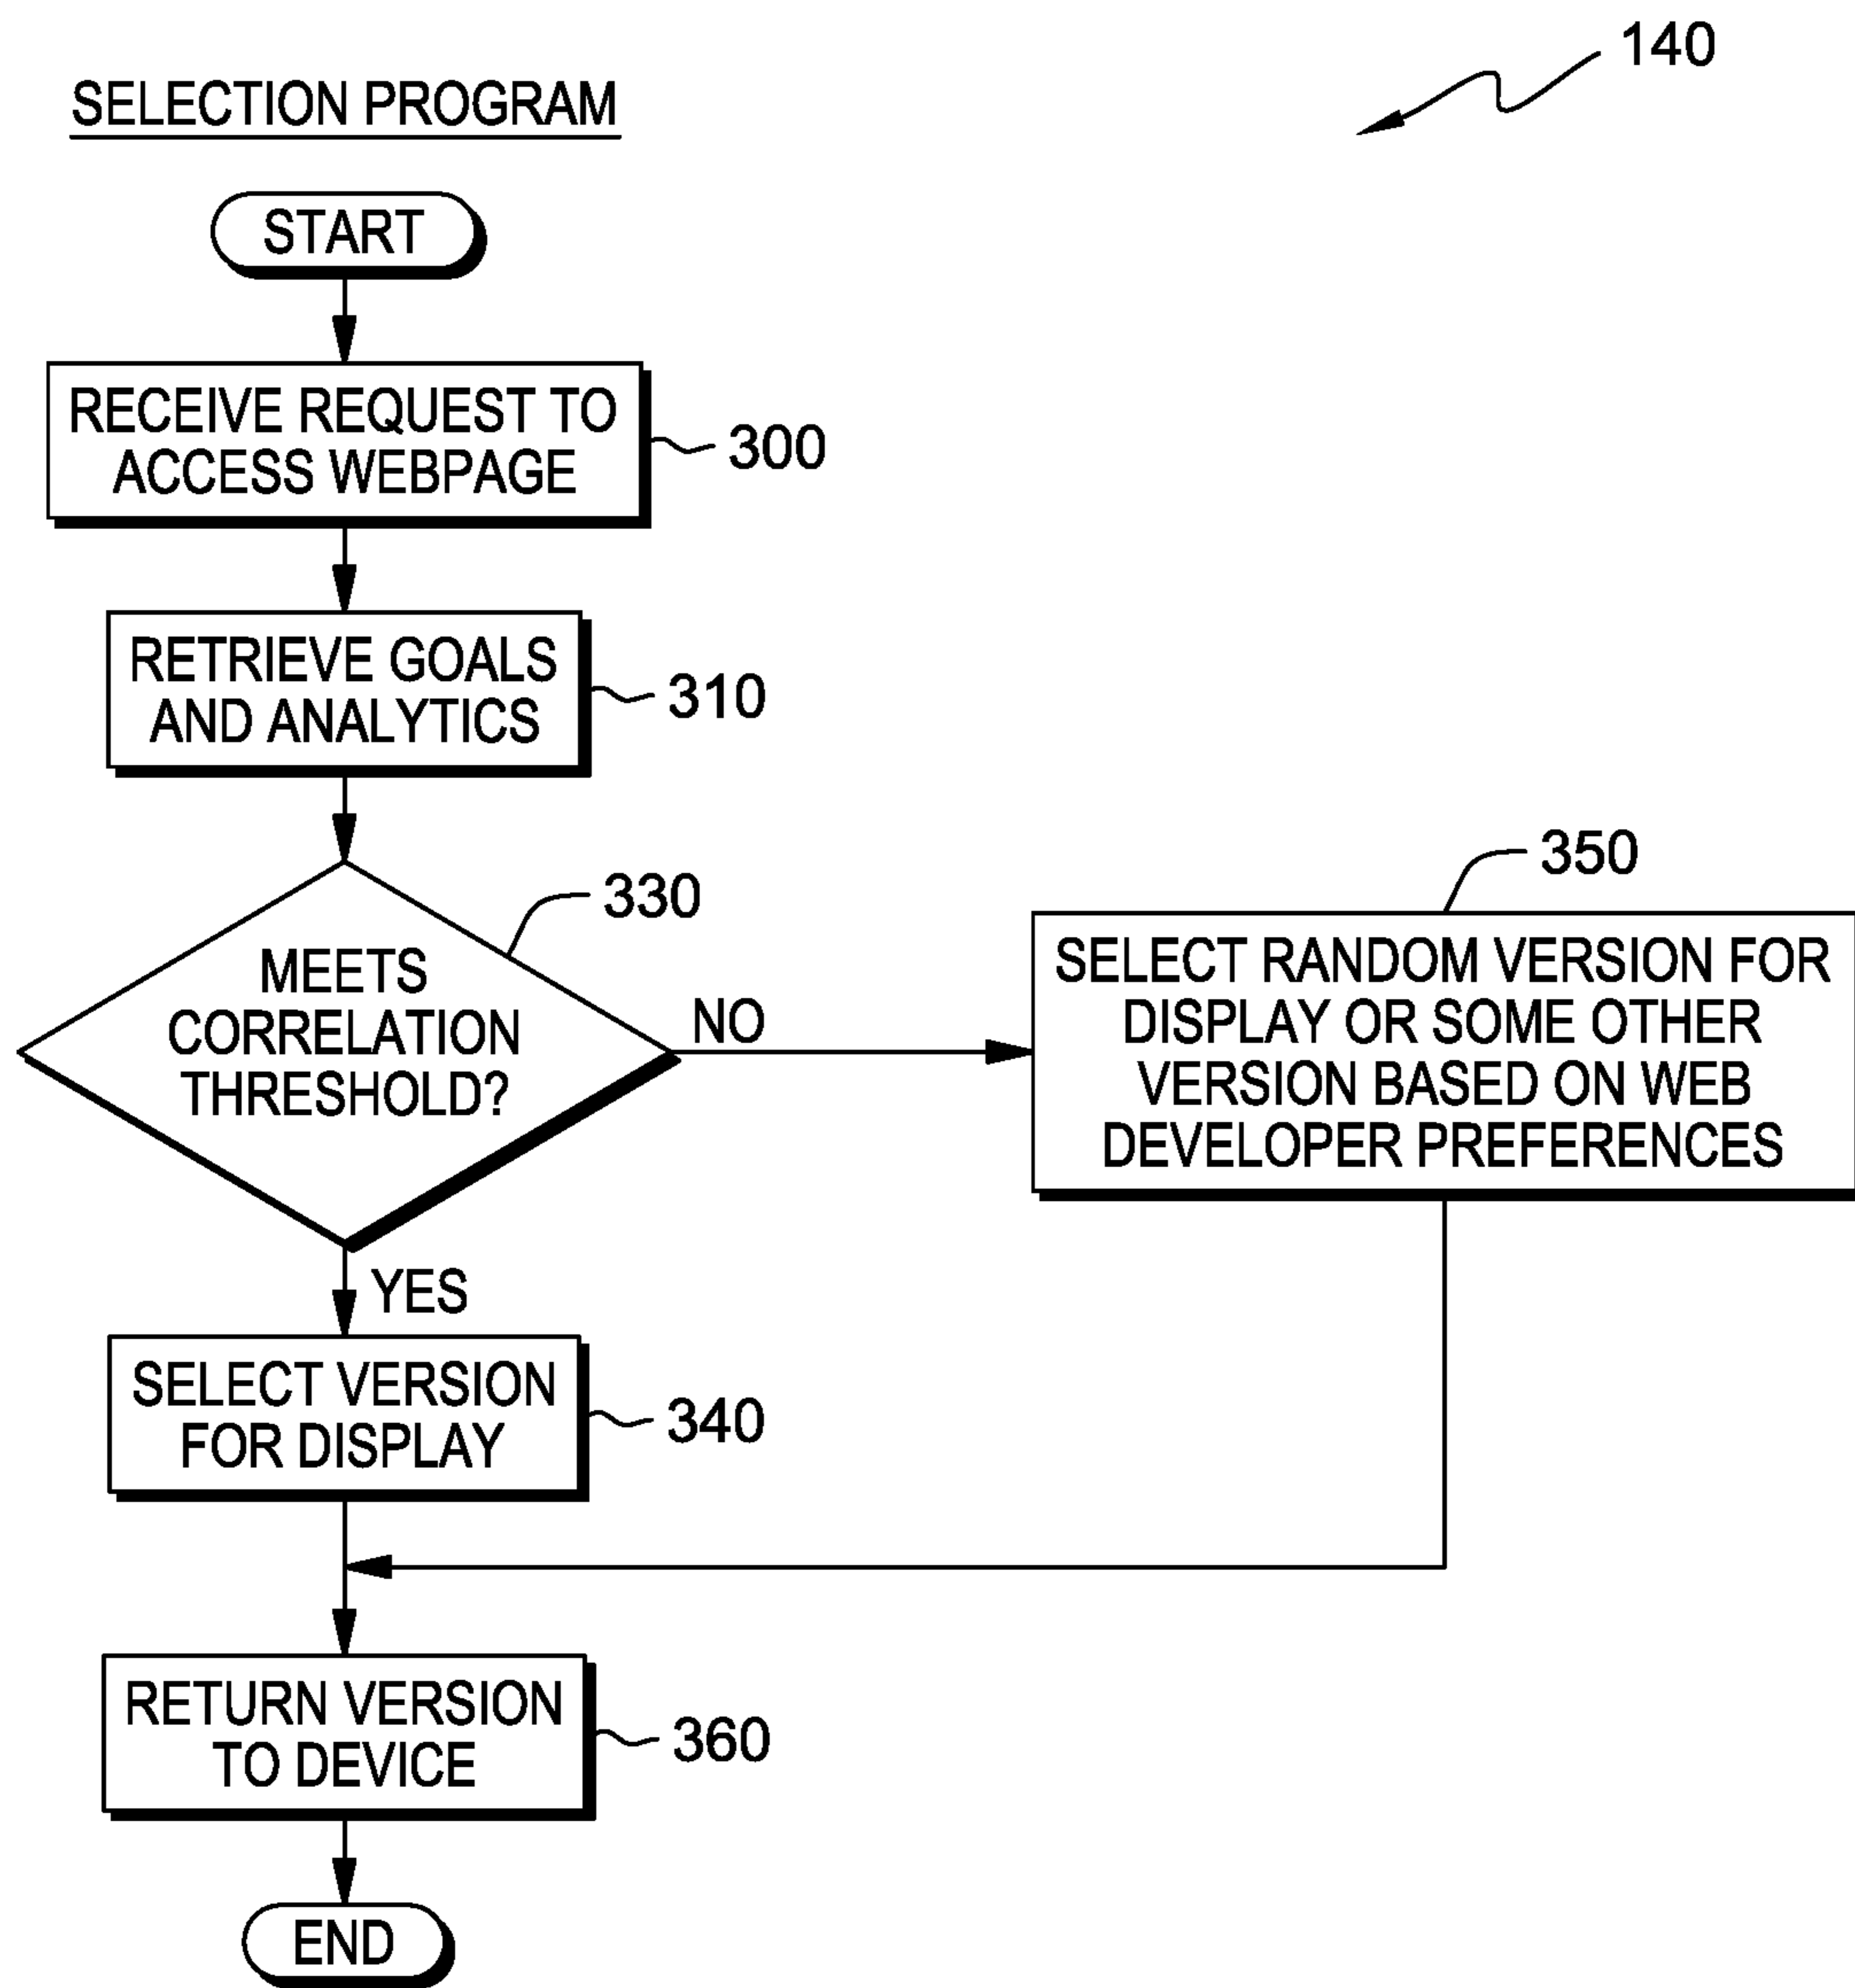 140
SELECTION PROGRAM
START
RECEIVE REQUEST TO
ACCESS WEBPAGE
300
RETRIEVE GOALS
AND ANALYTICS
310
330
MEETS
CORRELATION
THRESHOLD?
NO
350
SELECT RANDOM VERSION FOR
DISPLAY OR SOME OTHER
VERSION BASED ON WEB
DEVELOPER PREFERENCES
YES
SELECT VERSION
FOR DISPLAY
340
RETURN VERSION
TO DEVICE
360
END